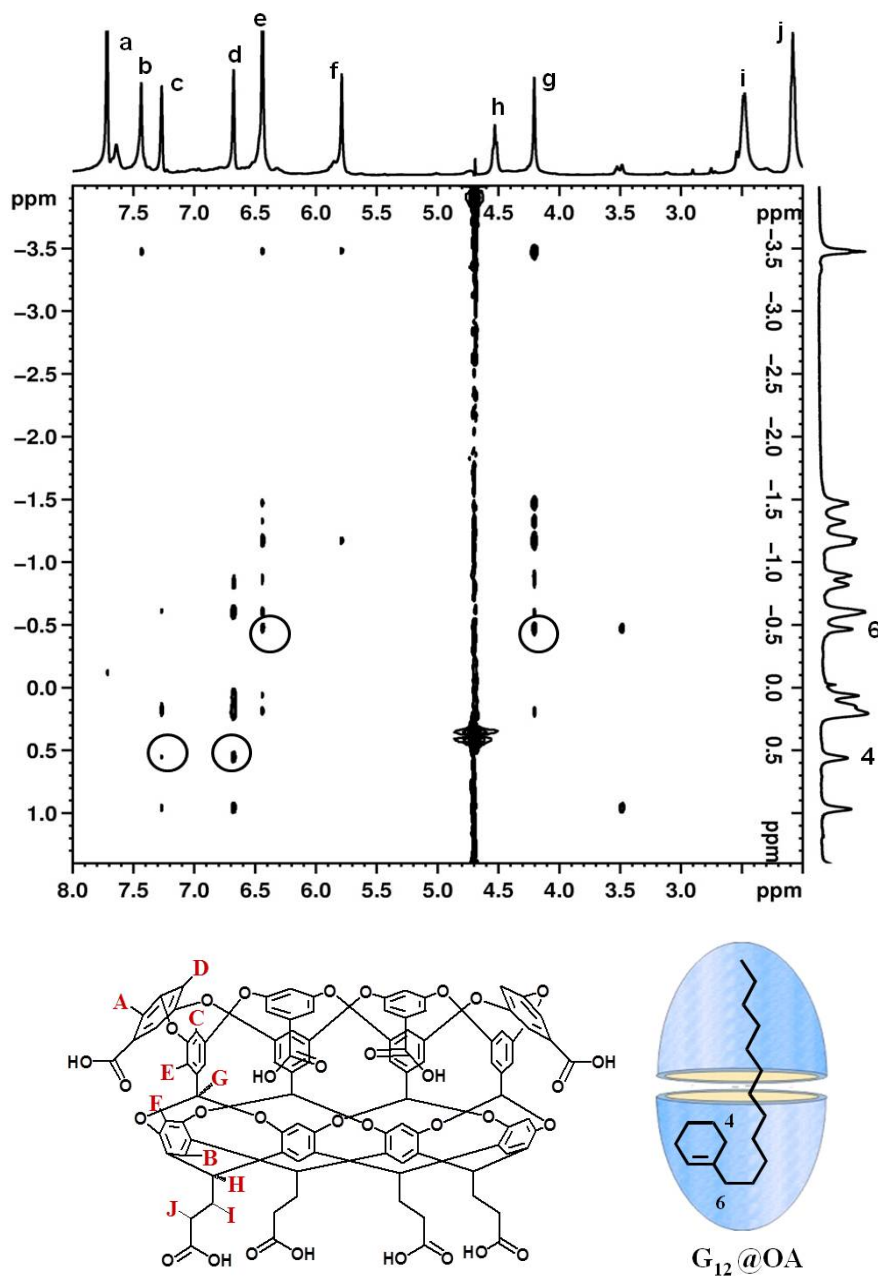 a b c d e f g h i j
ppm 7.5 7.0 6.5 6.0 5.5 5.0 4.5 4.0 3.5 3.0 ppm
-3.5 -3.5
-3.0 -3.0
-2.5 -2.5
-2.0 -2.0
-1.5 -1.5
-1.0 -1.0
-0.5 -0.5 6
0.0 0.0
0.5 0.5 4
1.0 ppm
8.0 7.5 7.0 6.5 6.0 5.5 5.0 4.5 4.0 3.5 3.0 ppm
D
O O O O O
A
C
O O O O
HO OH
O O
E HO O O OH
G
F
O O O O O O O O
B
H
J I
O O O O
OH OH HO HO
4
6
G12@OA